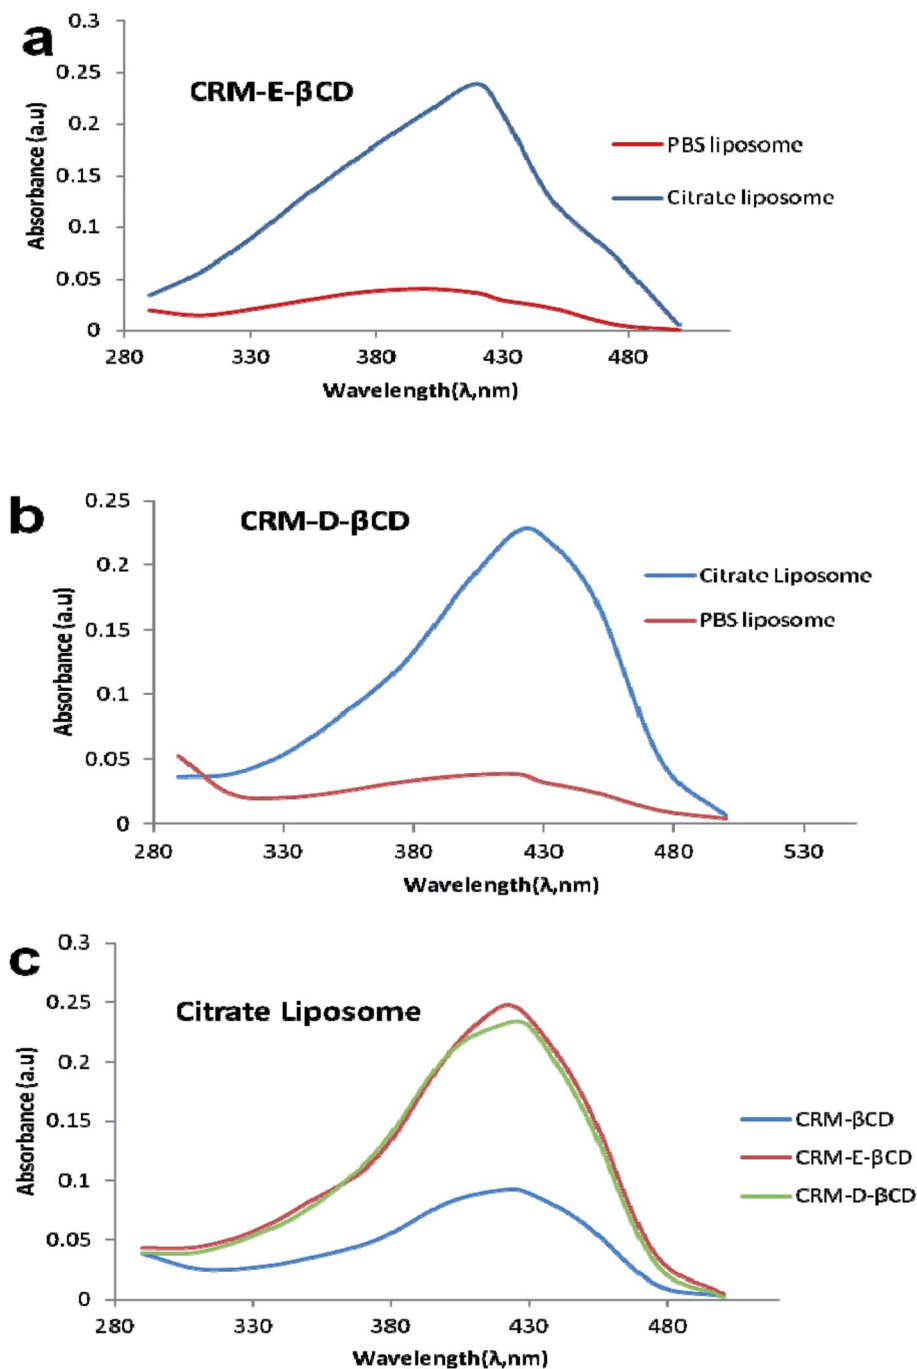 a
0.3
0.25
0.2
0.15
0.1
0.05
0
Absorbance (a.u)
CRM-E-βCD
PBS liposome
Citrate liposome
280
330
380
430
480
Wavelength(λ,nm)
b
0.25
0.2
0.15
0.1
0.05
0
Absorbance (a.u)
CRM-D-βCD
Citrate Liposome
PBS liposome
280
330
380
430
480
530
Wavelength(λ,nm)
c
0.3
0.25
0.2
0.15
0.1
0.05
0
Absorbance (a.u)
Citrate Liposome
CRM-βCD
CRM-E-βCD
CRM-D-βCD
280
330
380
430
480
Wavelength(λ,nm)